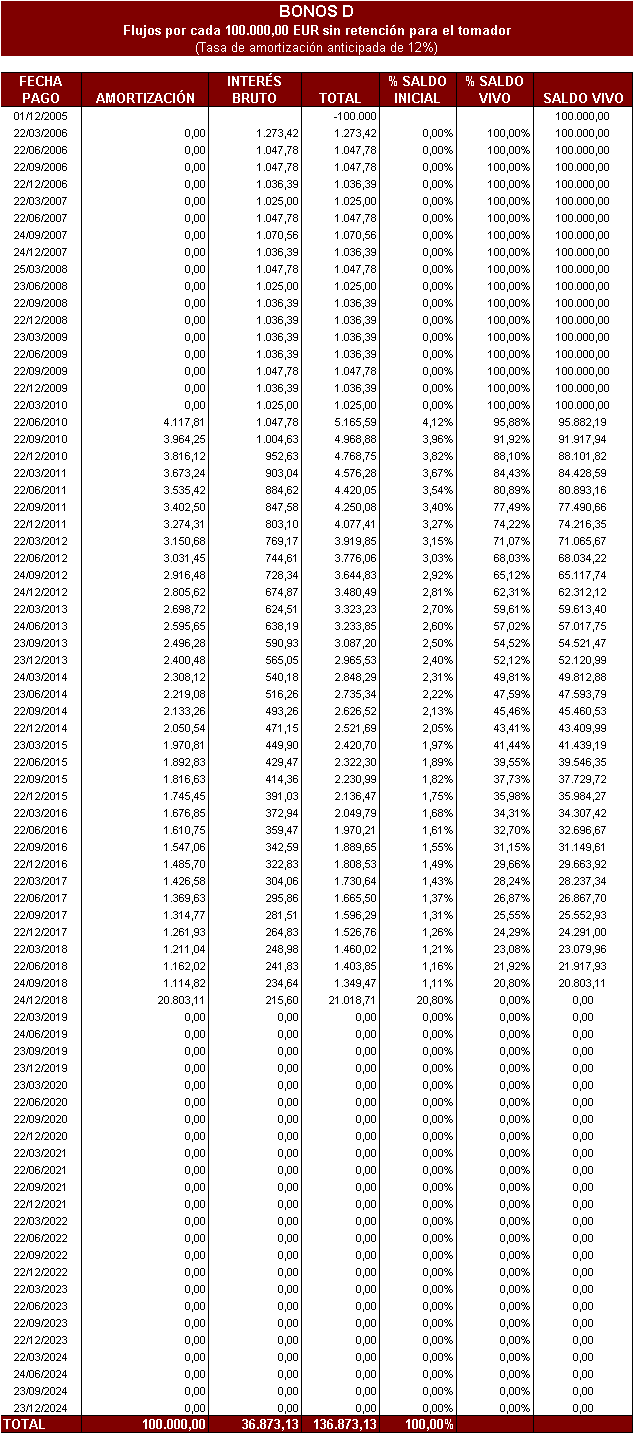 BONOS D
Flujos por cada 100.000,00 EUR sin retención para el tomador
(Tasa de amortización anticipada de 12%)
FECHA PAGO AMORTIZACIÓN INTERÉS BRUTO TOTAL % SALDO INICIAL % SALDO VIVO SALDO VIVO
01/12/2005 -100.000 100.000,00
22/03/2006 0,00 1.273,42 1.273,42 0,00% 100,00% 100.000,00
22/06/2006 0,00 1.047,78 1.047,78 0,00% 100,00% 100.000,00
22/09/2006 0,00 1.047,78 1.047,78 0,00% 100,00% 100.000,00
22/12/2006 0,00 1.036,39 1.036,39 0,00% 100,00% 100.000,00
22/03/2007 0,00 1.025,00 1.025,00 0,00% 100,00% 100.000,00
22/06/2007 0,00 1.047,78 1.047,78 0,00% 100,00% 100.000,00
24/09/2007 0,00 1.070,56 1.070,56 0,00% 100,00% 100.000,00
24/12/2007 0,00 1.036,39 1.036,39 0,00% 100,00% 100.000,00
25/03/2008 0,00 1.047,78 1.047,78 0,00% 100,00% 100.000,00
23/06/2008 0,00 1.025,00 1.025,00 0,00% 100,00% 100.000,00
22/09/2008 0,00 1.036,39 1.036,39 0,00% 100,00% 100.000,00
22/12/2008 0,00 1.036,39 1.036,39 0,00% 100,00% 100.000,00
23/03/2009 0,00 1.036,39 1.036,39 0,00% 100,00% 100.000,00
22/06/2009 0,00 1.036,39 1.036,39 0,00% 100,00% 100.000,00
22/09/2009 0,00 1.047,78 1.047,78 0,00% 100,00% 100.000,00
22/12/2009 0,00 1.036,39 1.036,39 0,00% 100,00% 100.000,00
22/03/2010 0,00 1.025,00 1.025,00 0,00% 100,00% 100.000,00
22/06/2010 4.117,81 1.047,78 5.165,59 4,12% 95,88% 95.882,19
22/09/2010 3.964,25 1.004,63 4.968,88 3,96% 91,92% 91.917,94
22/12/2010 3.816,12 952,63 4.768,75 3,82% 88,10% 88.101,82
22/03/2011 3.673,24 903,04 4.576,28 3,67% 84,43% 84.428,59
22/06/2011 3.535,42 884,62 4.420,05 3,54% 80,89% 80.893,16
22/09/2011 3.402,50 847,58 4.250,08 3,40% 77,49% 77.490,66
22/12/2011 3.274,31 803,10 4.077,41 3,27% 74,22% 74.216,35
22/03/2012 3.150,68 769,17 3.919,85 3,15% 71,07% 71.065,67
22/06/2012 3.031,45 744,61 3.776,06 3,03% 68,03% 68.034,22
24/09/2012 2.916,48 728,34 3.644,83 2,92% 65,12% 65.117,74
24/12/2012 2.805,62 674,87 3.480,49 2,81% 62,31% 62.312,12
22/03/2013 2.698,72 624,51 3.323,23 2,70% 59,61% 59.613,40
24/06/2013 2.595,65 638,19 3.233,85 2,60% 57,02% 57.017,75
23/09/2013 2.496,28 590,93 3.087,20 2,50% 54,52% 54.521,47
23/12/2013 2.400,48 565,05 2.965,53 2,40% 52,12% 52.120,99
24/03/2014 2.308,12 540,18 2.848,29 2,31% 49,81% 49.812,88
23/06/2014 2.219,08 516,26 2.735,34 2,22% 47,59% 47.593,79
22/09/2014 2.133,26 493,26 2.626,52 2,13% 45,46% 45.460,53
22/12/2014 2.050,54 471,15 2.521,69 2,05% 43,41% 43.409,99
23/03/2015 1.970,81 449,90 2.420,70 1,97% 41,44% 41.439,19
22/06/2015 1.892,83 429,47 2.322,30 1,89% 39,55% 39.546,35
22/09/2015 1.816,63 414,36 2.230,99 1,82% 37,73% 37.729,72
22/12/2015 1.745,45 391,03 2.136,47 1,75% 35,98% 35.984,27
22/03/2016 1.676,85 372,94 2.049,79 1,68% 34,31% 34.307,42
22/06/2016 1.610,75 359,47 1.970,21 1,61% 32,70% 32.696,67
22/09/2016 1.547,06 342,59 1.889,65 1,55% 31,15% 31.149,61
22/12/2016 1.485,70 322,83 1.808,53 1,49% 29,66% 29.663,92
22/03/2017 1.426,58 304,06 1.730,64 1,43% 28,24% 28.237,34
22/06/2017 1.369,63 295,86 1.665,50 1,37% 26,87% 26.867,70
22/09/2017 1.314,77 281,51 1.596,29 1,31% 25,55% 25.552,93
22/12/2017 1.261,93 264,83 1.526,76 1,26% 24,29% 24.291,00
22/03/2018 1.211,04 248,98 1.460,02 1,21% 23,08% 23.079,96
22/06/2018 1.162,02 241,83 1.403,85 1,16% 21,92% 21.917,93
24/09/2018 1.114,82 234,64 1.349,47 1,11% 20,80% 20.803,11
24/12/2018 20.803,11 215,60 21.018,71 20,80% 0,00% 0,00
22/03/2019 0,00 0,00 0,00 0,00% 0,00% 0,00
24/06/2019 0,00 0,00 0,00 0,00% 0,00% 0,00
23/09/2019 0,00 0,00 0,00 0,00% 0,00% 0,00
23/12/2019 0,00 0,00 0,00 0,00% 0,00% 0,00
23/03/2020 0,00 0,00 0,00 0,00% 0,00% 0,00
22/06/2020 0,00 0,00 0,00 0,00% 0,00% 0,00
22/09/2020 0,00 0,00 0,00 0,00% 0,00% 0,00
22/12/2020 0,00 0,00 0,00 0,00% 0,00% 0,00
22/03/2021 0,00 0,00 0,00 0,00% 0,00% 0,00
22/06/2021 0,00 0,00 0,00 0,00% 0,00% 0,00
22/09/2021 0,00 0,00 0,00 0,00% 0,00% 0,00
22/12/2021 0,00 0,00 0,00 0,00% 0,00% 0,00
22/03/2022 0,00 0,00 0,00 0,00% 0,00% 0,00
22/06/2022 0,00 0,00 0,00 0,00% 0,00% 0,00
22/09/2022 0,00 0,00 0,00 0,00% 0,00% 0,00
22/12/2022 0,00 0,00 0,00 0,00% 0,00% 0,00
22/03/2023 0,00 0,00 0,00 0,00% 0,00% 0,00
22/06/2023 0,00 0,00 0,00 0,00% 0,00% 0,00
22/09/2023 0,00 0,00 0,00 0,00% 0,00% 0,00
22/12/2023 0,00 0,00 0,00 0,00% 0,00% 0,00
22/03/2024 0,00 0,00 0,00 0,00% 0,00% 0,00
24/06/2024 0,00 0,00 0,00 0,00% 0,00% 0,00
23/09/2024 0,00 0,00 0,00 0,00% 0,00% 0,00
23/12/2024 0,00 0,00 0,00 0,00% 0,00% 0,00
TOTAL 100.000,00 36.873,13 136.873,13 100,00%